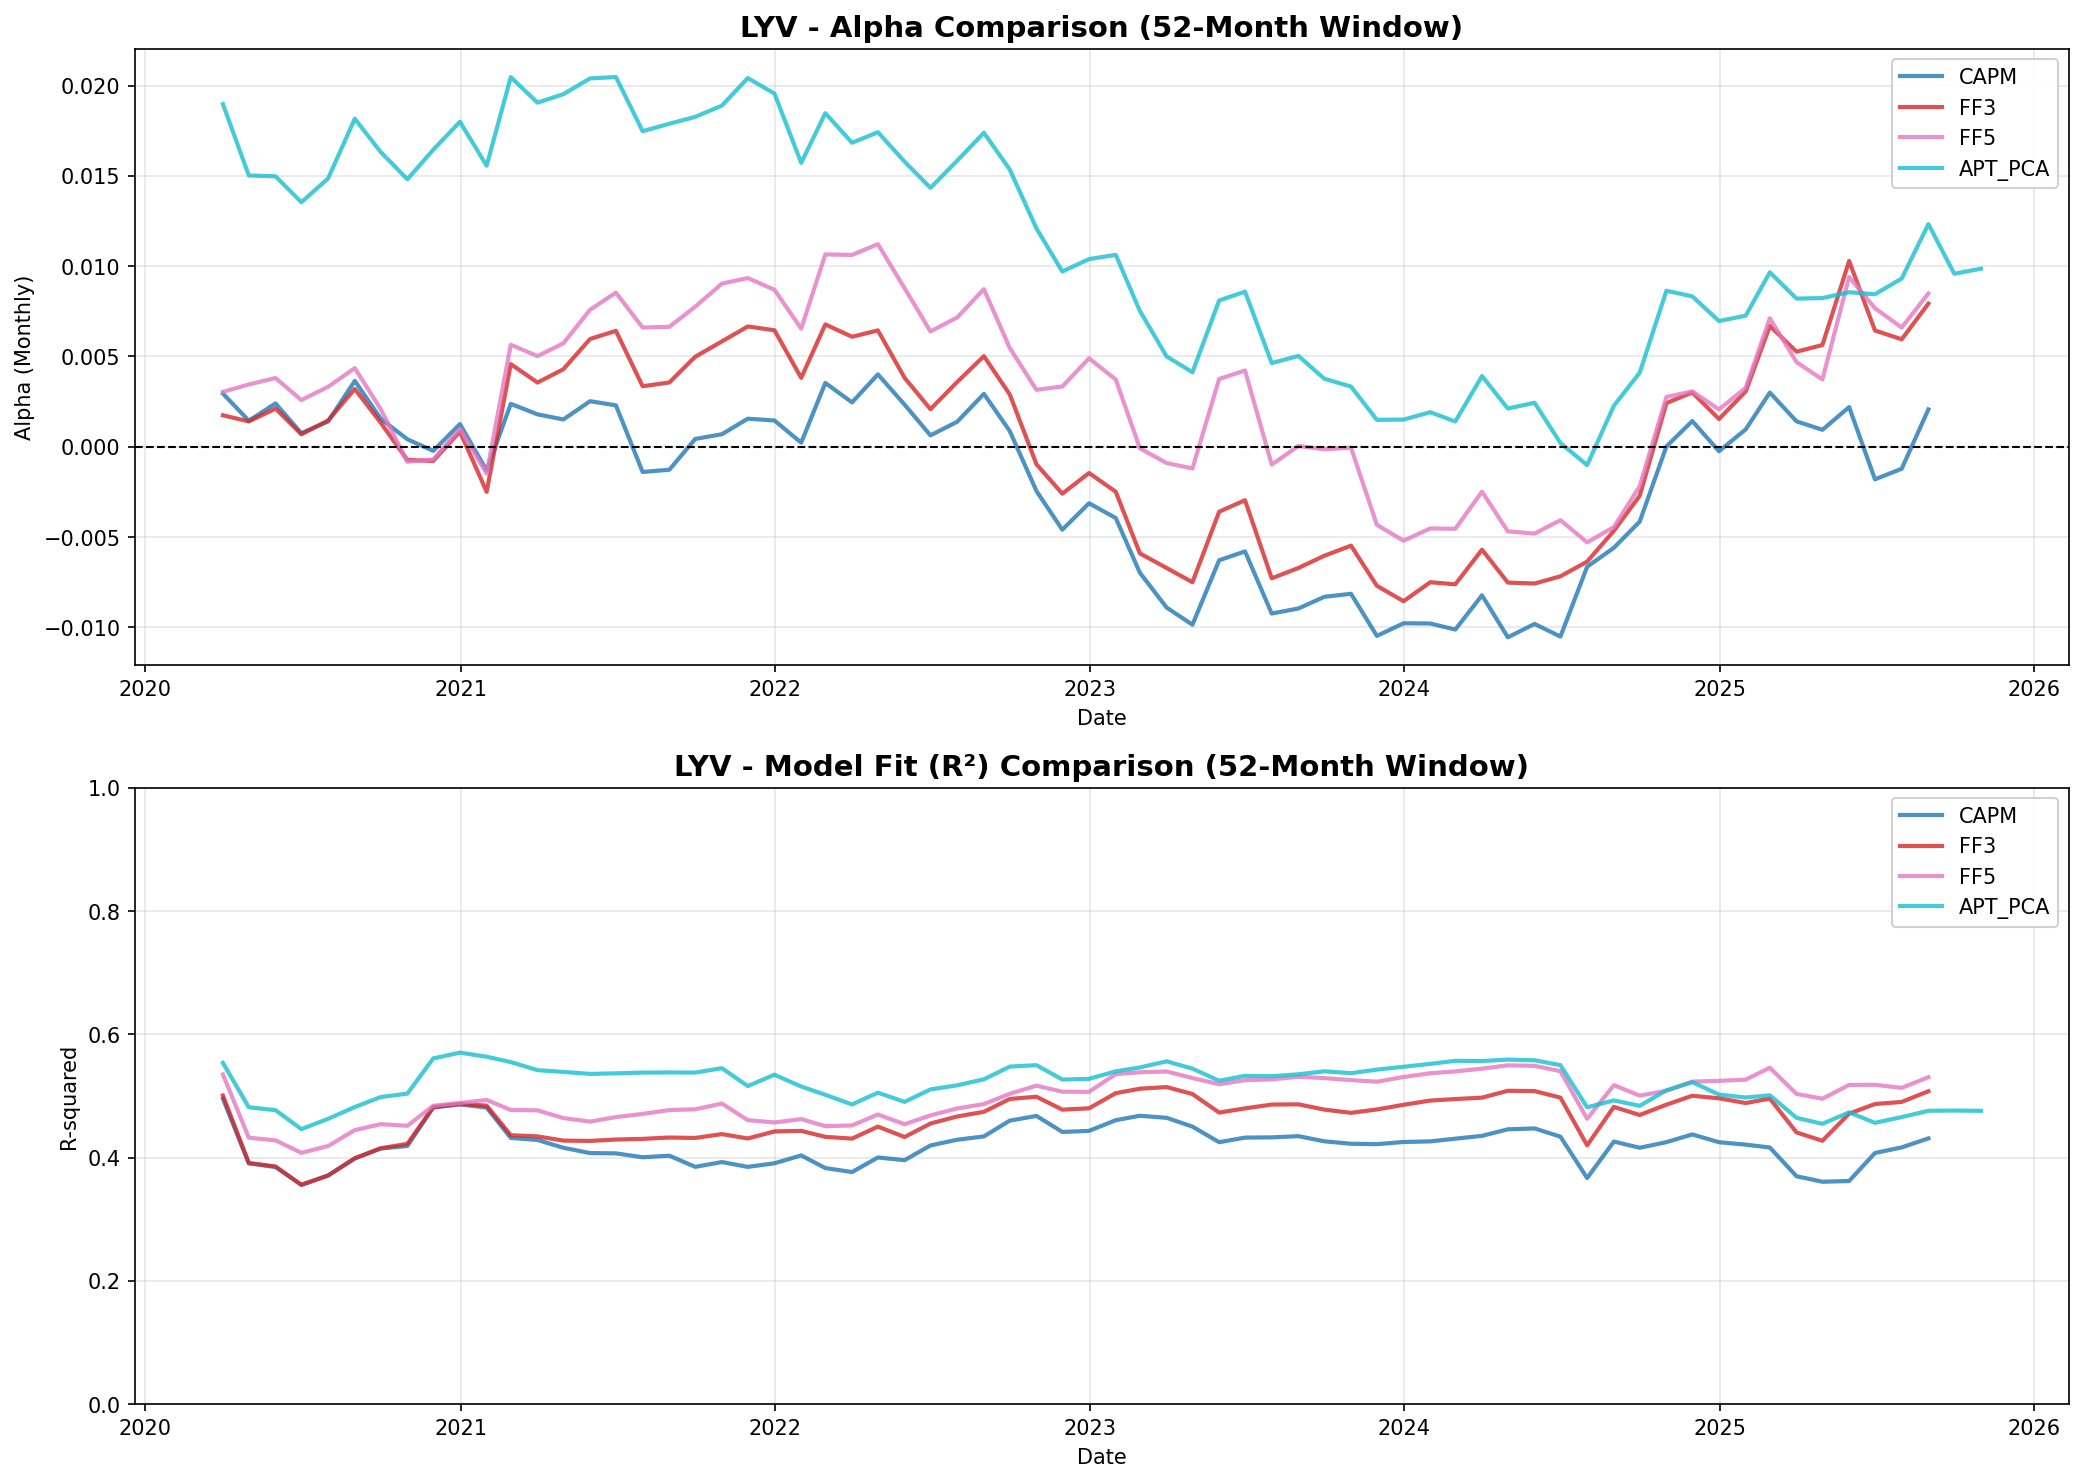 LYV - Alpha Comparison (52-Month Window)
Alpha (Monthly)
0.020
0.015
0.010
0.005
0.000
−0.005
−0.010
CAPM
FF3
FF5
APT_PCA
2020 2021 2022 2023 2024 2025 2026
Date
LYV - Model Fit (R²) Comparison (52-Month Window)
R-squared
1.0
0.8
0.6
0.4
0.2
0.0
CAPM
FF3
FF5
APT_PCA
2020 2021 2022 2023 2024 2025 2026
Date